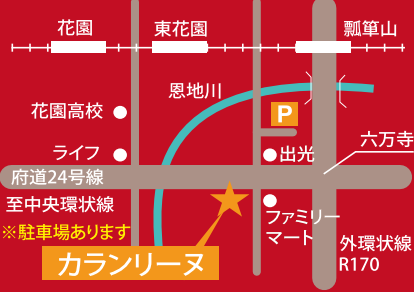 花園
東花園
瓢箪山
恩地川
花園高校
P
六万寺
ライフ
出光
府道24号線
至中央環状線
ファミリー
マート
※駐車場あります
外環状線
R170
カランリーヌ